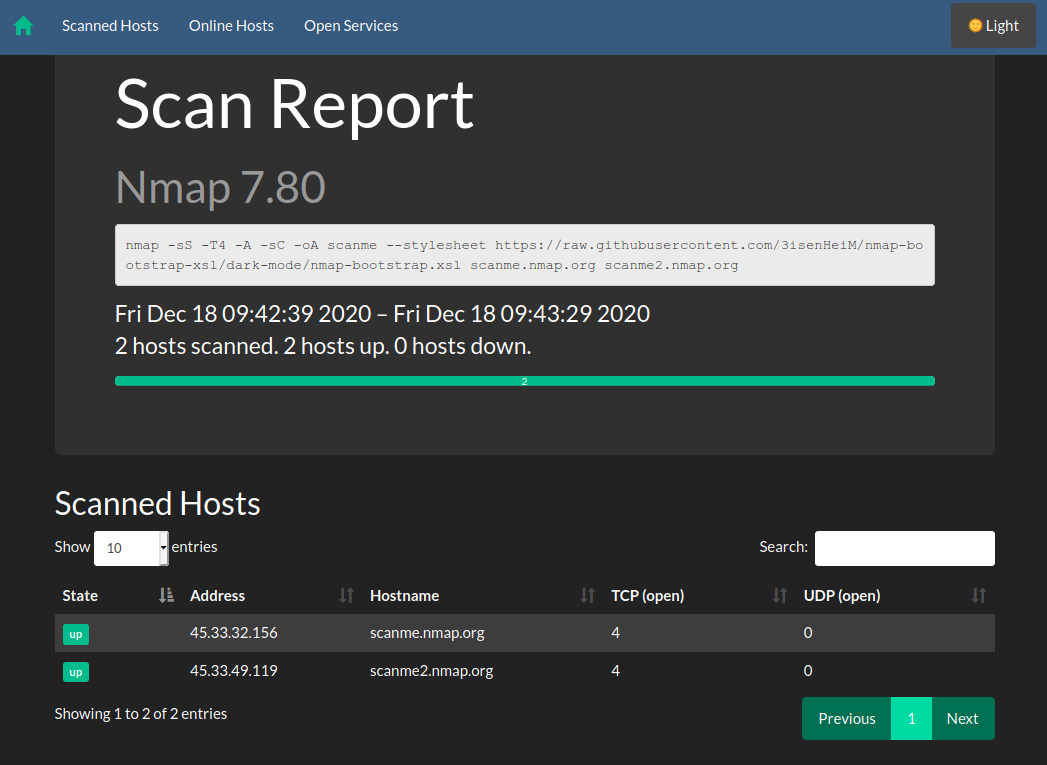 Scanned Hosts Online Hosts Open Services 🌞 Light
Scan Report
Nmap 7.80
nmap -sS -T4 -A -sC -oA scanme --stylesheet https://raw.githubusercontent.com/3isenHeiM/nmap-bo
otstrap-xsl/dark-mode/nmap-bootstrap.xsl scanme.nmap.org scanme2.nmap.org
Fri Dec 18 09:42:39 2020 – Fri Dec 18 09:43:29 2020
2 hosts scanned. 2 hosts up. 0 hosts down.
2
Scanned Hosts
Show 10 entries Search:
State Address Hostname TCP (open) UDP (open)
up 45.33.32.156 scanme.nmap.org 4 0
up 45.33.49.119 scanme2.nmap.org 4 0
Showing 1 to 2 of 2 entries Previous 1 Next